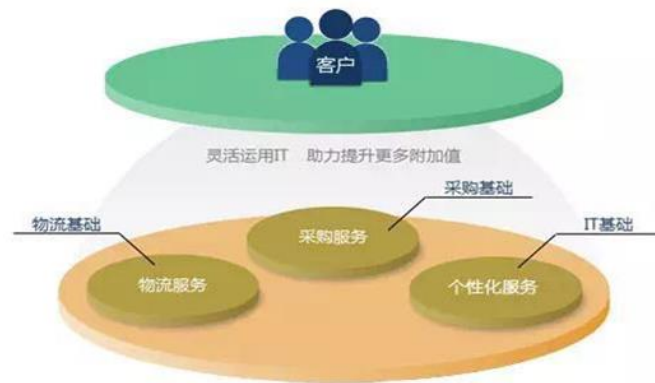 客户
灵活运用IT 助力提升更多附加值
采购基础
物流基础
IT基础
采购服务
物流服务
个性化服务